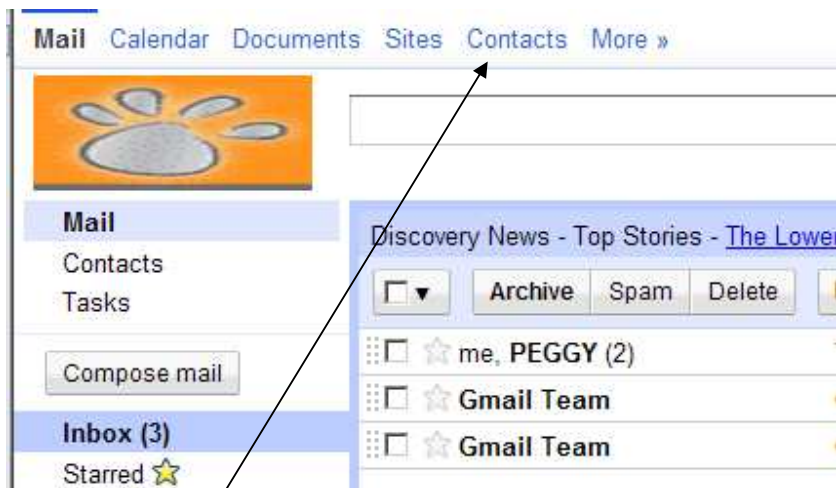 Mail Calendar Documents Sites Contacts More »
Mail
Contacts
Tasks
Compose mail
Inbox (3)
Starred
Discovery News - Top Stories - The Lower
Archive Spam Delete
me, PEGGY (2)
Gmail Team
Gmail Team